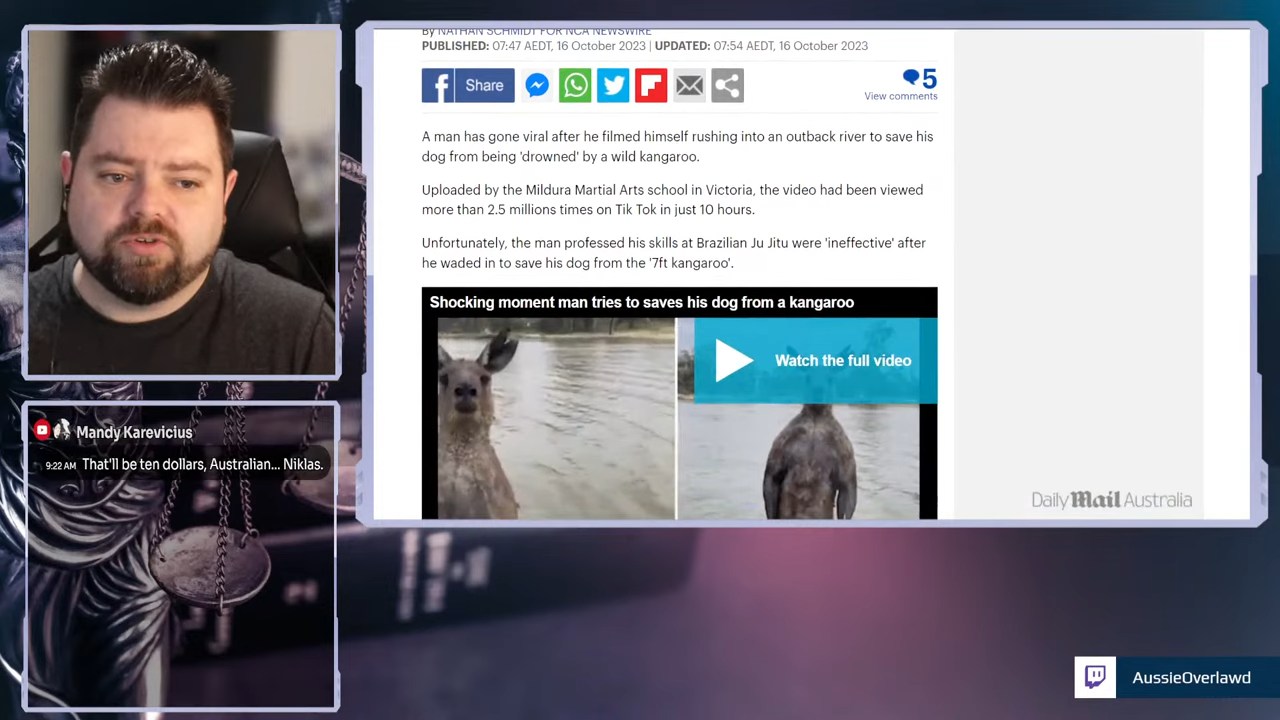 By NATHAN SCHMIDT FOR NCA NEWSWIRE
PUBLISHED: 07:47 AEDT, 16 October 2023 | UPDATED: 07:54 AEDT, 16 October 2023
f Share
5
View comments
A man has gone viral after he filmed himself rushing into an outback river to save his
dog from being 'drowned' by a wild kangaroo.
Uploaded by the Mildura Martial Arts school in Victoria, the video had been viewed
more than 2.5 millions times on Tik Tok in just 10 hours.
Unfortunately, the man professed his skills at Brazilian Ju Jitu were 'ineffective' after
he waded in to save his dog from the '7ft kangaroo'.
Shocking moment man tries to saves his dog from a kangaroo
Watch the full video
Daily Mail Australia
Mandy Karevicius
9:22 AM That'll be ten dollars, Australian... Niklas.
AussieOverlawd